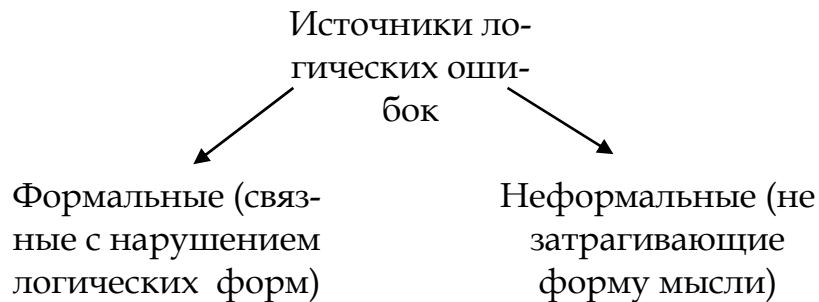 Источники ло-
гических оши-
бок
Формальные (связ-
ные с нарушением
логических форм)
Неформальные (не
затрагивающие
форму мысли)